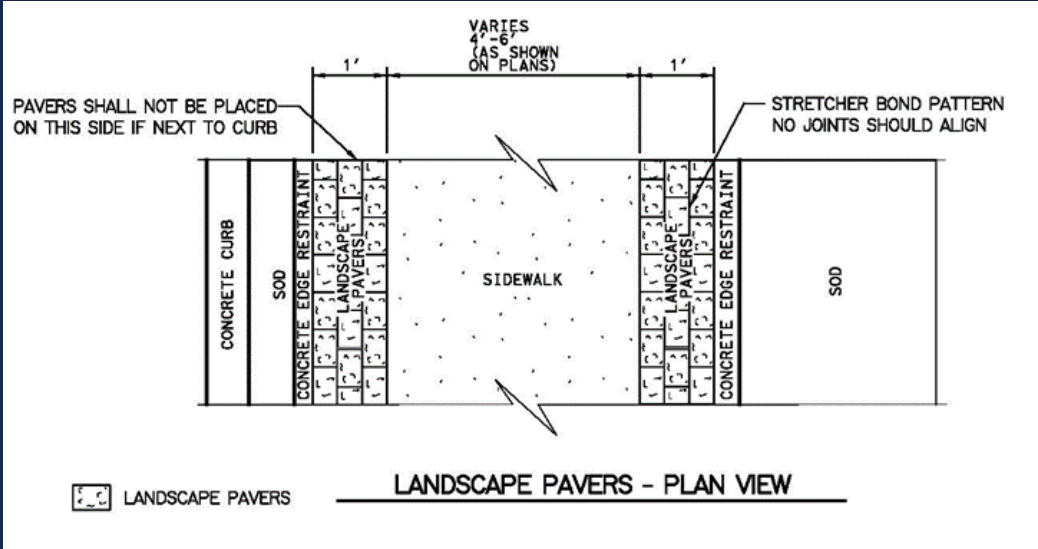 VARIES
4'-6'
(AS SHOWN
ON PLANS)
1'
1'
PAVERS SHALL NOT BE PLACED
ON THIS SIDE IF NEXT TO CURB
STRETCHER BOND PATTERN
NO JOINTS SHOULD ALIGN
CONCRETE CURB
SOD
CONCRETE EDGE RESTRAINT
LANDSCAPE
PAVERS
SIDEWALK
LANDSCAPE
PAVERS
CONCRETE EDGE RESTRAINT
SOD
LANDSCAPE PAVERS
LANDSCAPE PAVERS - PLAN VIEW